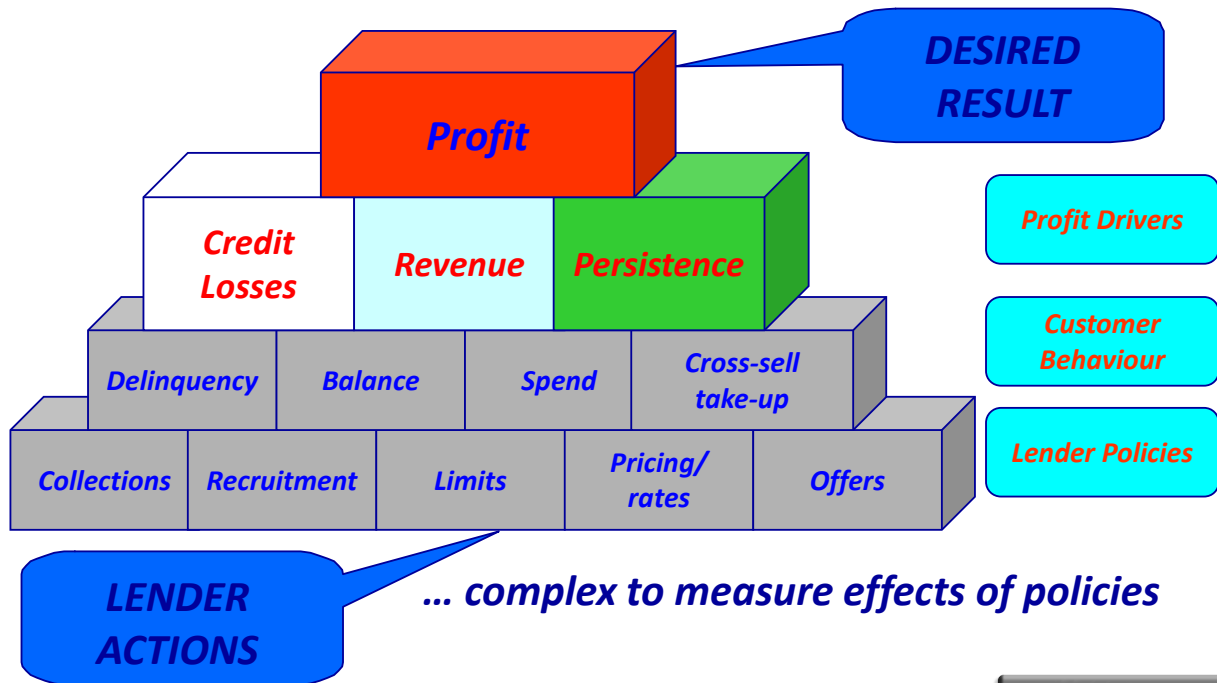 DESIRED
RESULT
Profit
Credit
Losses
Revenue
Persistence
Profit Drivers
Delinquency
Balance
Spend
Cross-sell
take-up
Customer
Behaviour
Collections
Recruitment
Limits
Pricing/
rates
Offers
Lender Policies
LENDER
ACTIONS
… complex to measure effects of policies